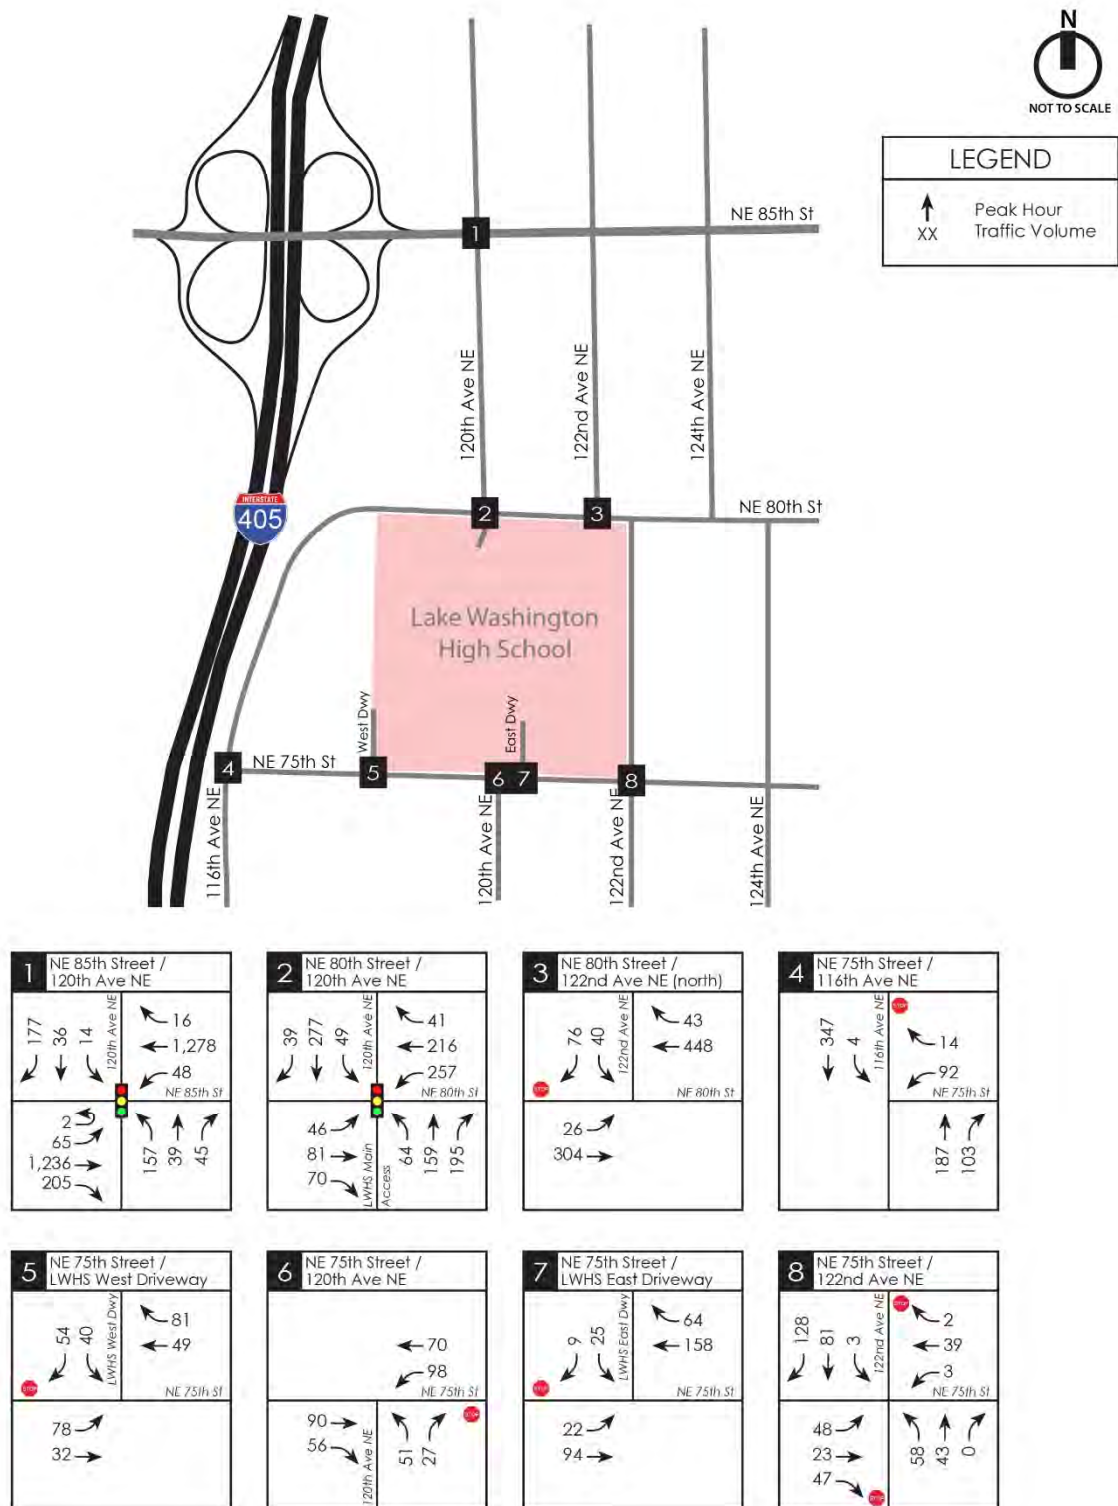 N
NOT TO SCALE
LEGEND
XX
Peak Hour
Traffic Volume
NE 85th St
1
120th Ave NE
122nd Ave NE
124th Ave NE
INTERSTATE
405
2
3
NE 80th St
Lake Washington
High School
West Dwy
East Dwy
4
NE 75th St
5
6
7
8
116th Ave NE
120th Ave NE
122nd Ave NE
124th Ave NE
1
NE 85th Street /
120th Ave NE
177
36
14
120th Ave NE
16
1,278
48
NE 85th St
2
65
1,236
205
157
39
45
2
NE 80th Street /
120th Ave NE
39
277
49
120th Ave NE
41
216
257
NE 80th St
46
81
70
LWHS Main
Access
64
159
195
3
NE 80th Street /
122nd Ave NE (north)
76
40
122nd Ave NE
43
448
NE 80th St
STOP
26
304
4
NE 75th Street /
116th Ave NE
347
4
116th Ave NE
STOP
14
92
NE 75th St
187
103
5
NE 75th Street /
LWHS West Driveway
54
40
LWHS West Dwy
81
49
NE 75th St
STOP
78
32
6
NE 75th Street /
120th Ave NE
70
98
NE 75th St
90
56
120th Ave NE
51
27
STOP
7
NE 75th Street /
LWHS East Driveway
9
25
LWHS East Dwy
64
158
NE 75th St
STOP
22
94
8
NE 75th Street /
122nd Ave NE
128
81
3
122nd Ave NE
STOP
2
39
3
NE 75th St
48
23
47
STOP
58
43
0